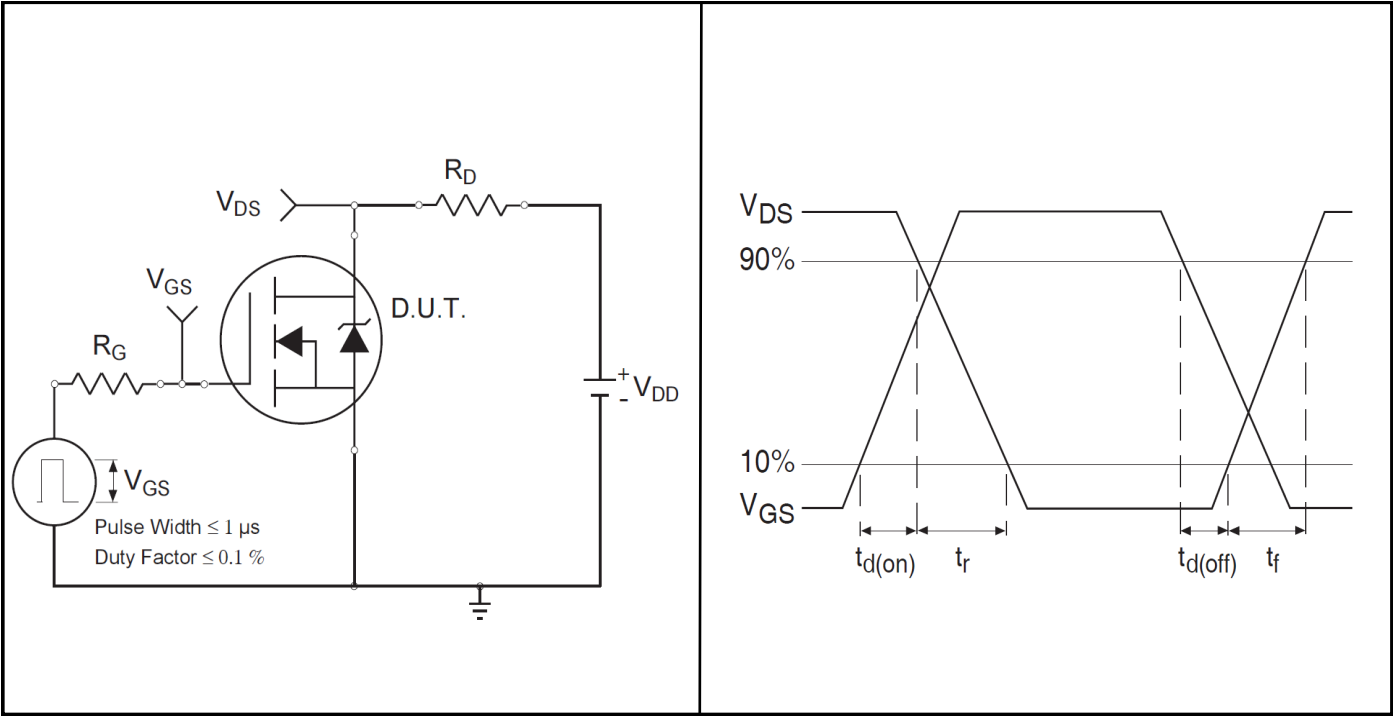 R_D
V_DS
V_GS
D.U.T.
R_G
+
-
V_DD
V_GS
Pulse Width ≤ 1 µs
Duty Factor ≤ 0.1 %
V_DS
90%
10%
V_GS
t_d(on) t_r t_d(off) t_f